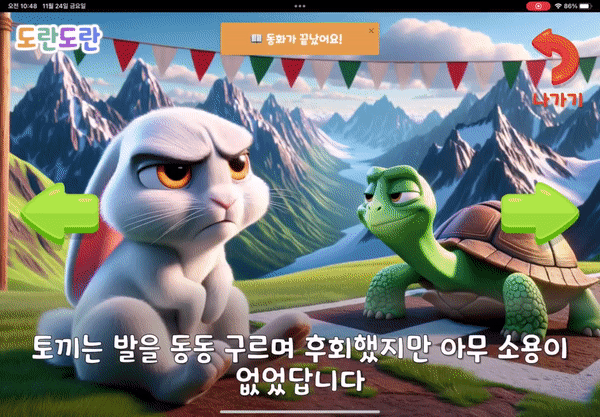 오전 10:48 11월 24일 금요일
86%
도란도란
동화가 끝났어요!
나가기
토끼는 발을 동동 구르며 후회했지만 아무 소용이
없었답니다